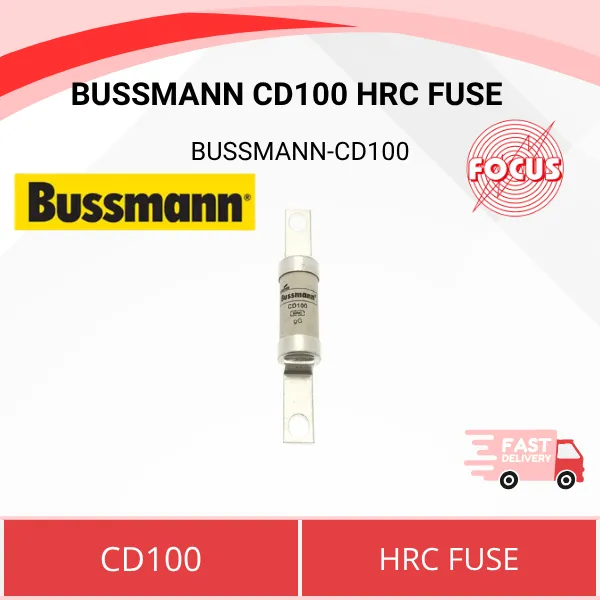 BUSSMANN CD100 HRC FUSE
BUSSMANN-CD100
FOCUS
Bussmann®
Bussmann®
CD100
gG
FAST
DELIVERY
CD100
HRC FUSE